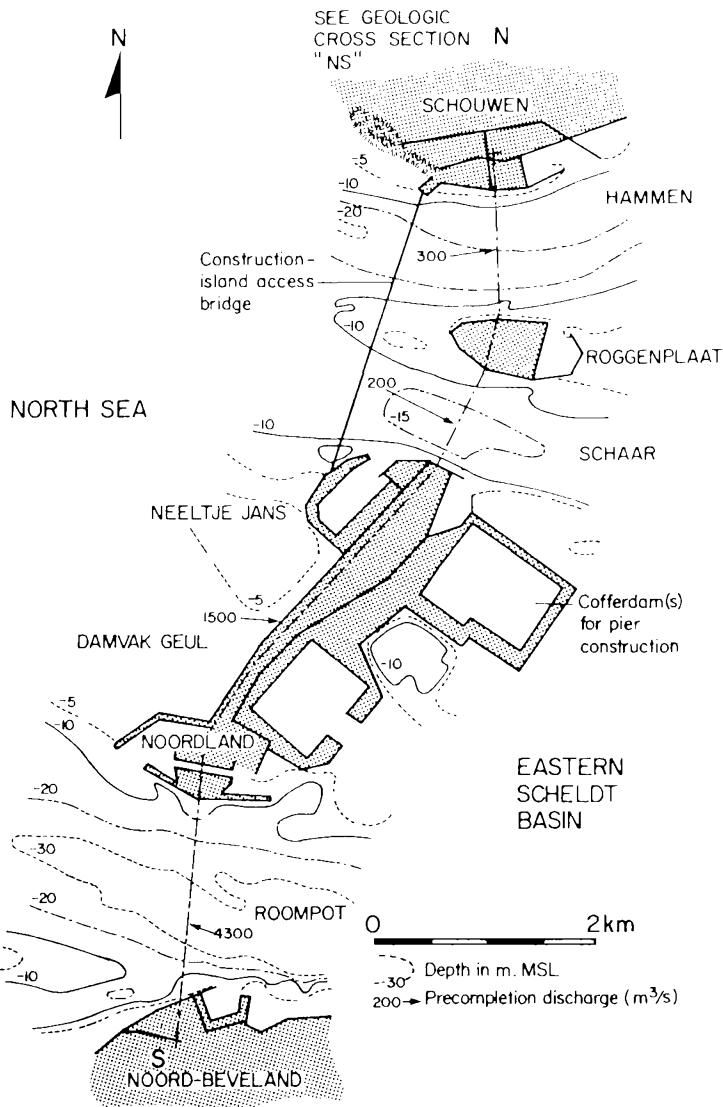 SEE GEOLOGIC
CROSS SECTION N
"NS"
N
SCHOUWEN
-5
-10
HAMMEN
-20
300
Construction-
island access
bridge
-10
ROGGENPLAAT
200
NORTH SEA
-15
-10
SCHAAR
NEELTJE JANS
-5
1500
Cofferdam(s)
for pier
construction
DAMVAK GEUL
-10
-5
-10
NOORDLAND
EASTERN
SCHELDT
BASIN
-20
-30
ROOMPOT
-20
4300
0 2km
-10
-30 Depth in m. MSL
200→ Precompletion discharge (m³/s)
S
NOORD-BEVELAND